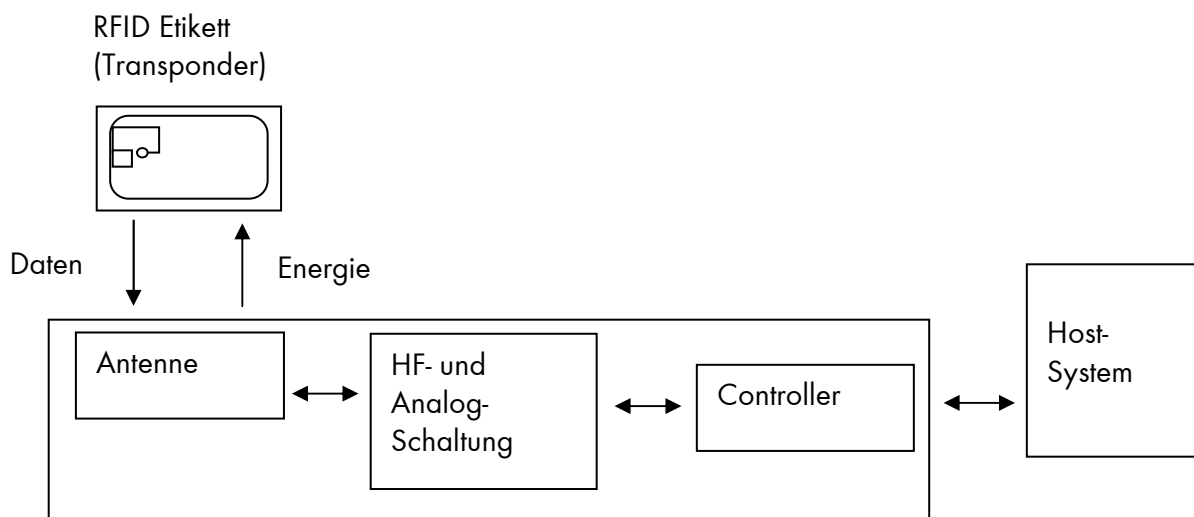 RFID Etikett
(Transponder)
Daten
Energie
Antenne
HF- und
Analog-
Schaltung
Controller
Host-
System